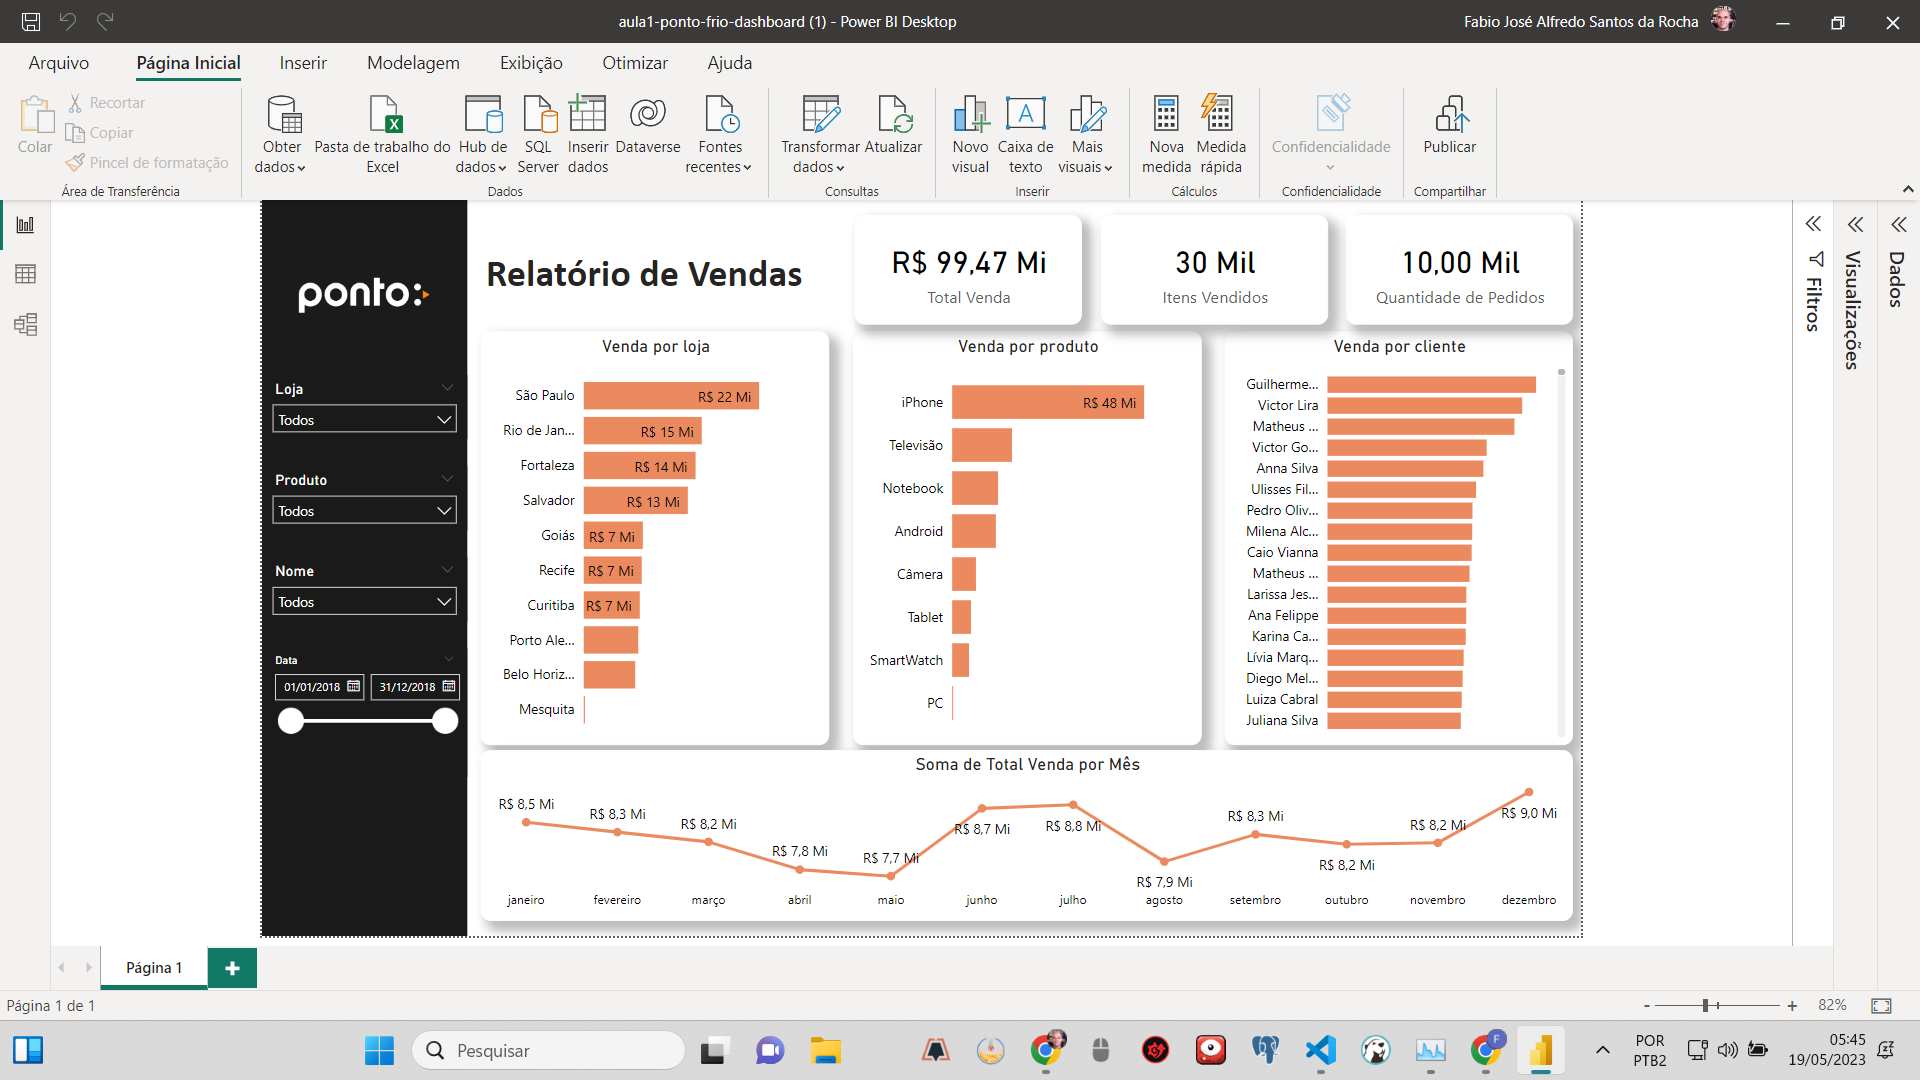 aula1-ponto-frio-dashboard (1) - Power BI Desktop
Fabio José Alfredo Santos da Rocha
Arquivo
Página Inicial
Inserir
Modelagem
Exibição
Otimizar
Ajuda
Colar
Recortar
Copiar
Pincel de formatação
Área de Transferência
Obter dados
Pasta de trabalho do Excel
Hub de dados
SQL Server
Inserir dados
Dataverse
Fontes recentes
Dados
Transformar dados
Atualizar
Consultas
Novo visual
Caixa de texto
Mais visuais
Inserir
Nova medida
Medida rápida
Cálculos
Confidencialidade
Confidencialidade
Publicar
Compartilhar
ponto:
Loja
Todos
Produto
Todos
Nome
Todos
Data
01/01/2018
31/12/2018
Relatório de Vendas
R$ 99,47 Mi
Total Venda
30 Mil
Itens Vendidos
10,00 Mil
Quantidade de Pedidos
Venda por loja
São Paulo R$ 22 Mi
Rio de Jan... R$ 15 Mi
Fortaleza R$ 14 Mi
Salvador R$ 13 Mi
Goiás R$ 7 Mi
Recife R$ 7 Mi
Curitiba R$ 7 Mi
Porto Ale...
Belo Horiz...
Mesquita
Venda por produto
iPhone R$ 48 Mi
Televisão
Notebook
Android
Câmera
Tablet
SmartWatch
PC
Venda por cliente
Guilherme...
Victor Lira
Matheus ...
Victor Go...
Anna Silva
Ulisses Fil...
Pedro Oliv...
Milena Alc...
Caio Vianna
Matheus ...
Larissa Jes...
Ana Felippe
Karina Ca...
Lívia Marq...
Diego Mel...
Luiza Cabral
Juliana Silva
Soma de Total Venda por Mês
R$ 8,5 Mi
R$ 8,3 Mi
R$ 8,2 Mi
R$ 7,8 Mi
R$ 7,7 Mi
R$ 8,7 Mi
R$ 8,8 Mi
R$ 7,9 Mi
R$ 8,3 Mi
R$ 8,2 Mi
R$ 8,2 Mi
R$ 9,0 Mi
janeiro fevereiro março abril maio junho julho agosto setembro outubro novembro dezembro
Filtros
Visualizações
Dados
Página 1
Página 1 de 1
82%
Pesquisar
POR
PTB2
05:45
19/05/2023